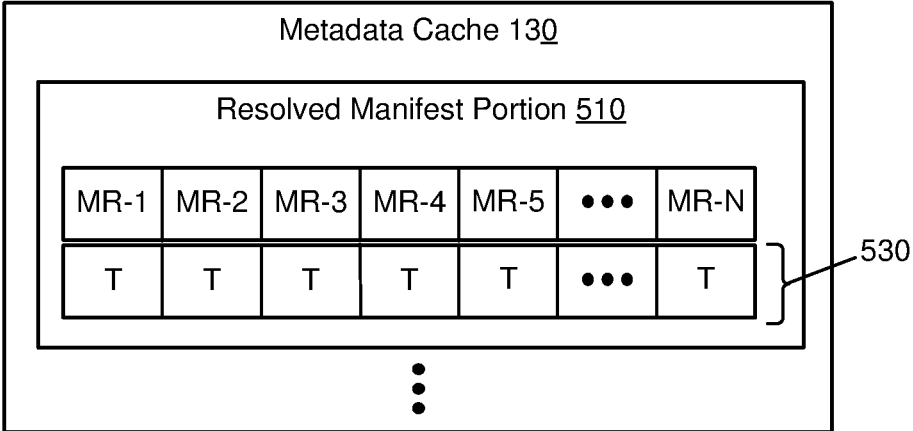 Metadata Cache 130
Resolved Manifest Portion 510
MR-1 MR-2 MR-3 MR-4 MR-5 ••• MR-N
T T T T T ••• T
530